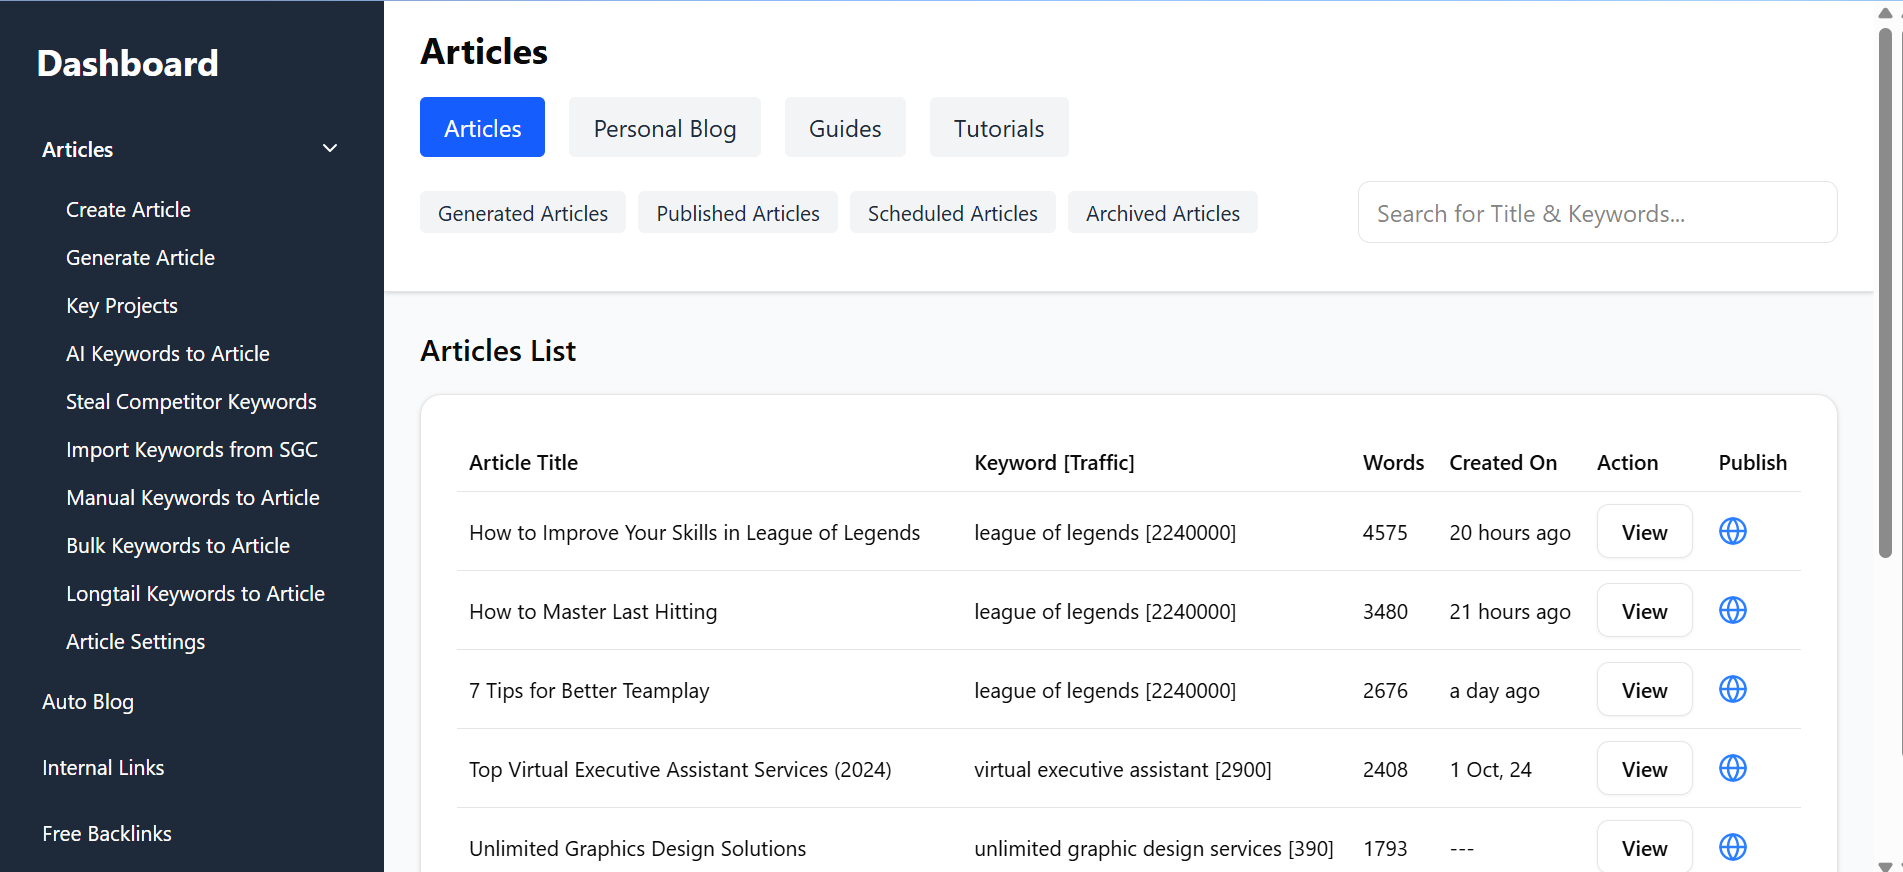 Dashboard
Articles
Create Article
Generate Article
Key Projects
AI Keywords to Article
Steal Competitor Keywords
Import Keywords from SGC
Manual Keywords to Article
Bulk Keywords to Article
Longtail Keywords to Article
Article Settings
Auto Blog
Internal Links
Free Backlinks
Articles
Articles Personal Blog Guides Tutorials
Generated Articles Published Articles Scheduled Articles Archived Articles Search for Title & Keywords...
Articles List
Article Title Keyword [Traffic] Words Created On Action Publish
How to Improve Your Skills in League of Legends league of legends [2240000] 4575 20 hours ago View
How to Master Last Hitting league of legends [2240000] 3480 21 hours ago View
7 Tips for Better Teamplay league of legends [2240000] 2676 a day ago View
Top Virtual Executive Assistant Services (2024) virtual executive assistant [2900] 2408 1 Oct, 24 View
Unlimited Graphics Design Solutions unlimited graphic design services [390] 1793 --- View